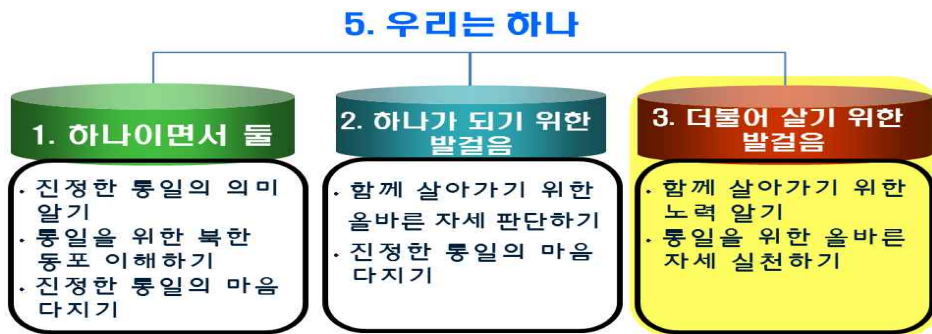 5. 우리는 하나
1. 하나이면서 둘
. 진정한 통일의 의미
알기
. 통일을 위한 북한
동포 이해하기
. 진정한 통일의 마음
다지기
2. 하나가 되기 위한
발걸음
. 함께 살아가기 위한
올바른 자세 판단하기
. 진정한 통일의 마음
다지기
3. 더불어 살기 위한
발걸음
. 함께 살아가기 위한
노력 알기
. 통일을 위한 올바른
자세 실천하기